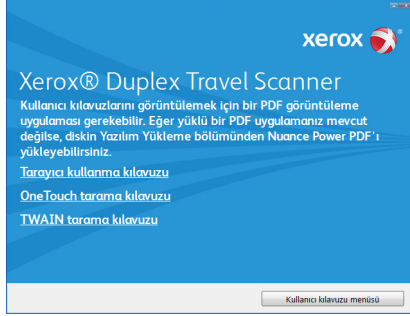 xerox
Xerox® Duplex Travel Scanner
Kullanıcı kılavuzlarını görüntülemek için bir PDF görüntüleme
uygulaması gerekebilir. Eğer yüklü bir PDF uygulamanız mevcut
değilse, diskin Yazılım Yükleme bölümünden Nuance Power PDF'ı
yükleyebilirsiniz.
Tarayıcı kullanma kılavuzu
OneTouch tarama kılavuzu
TWAIN tarama kılavuzu
Kullanıcı kılavuzu menüsü